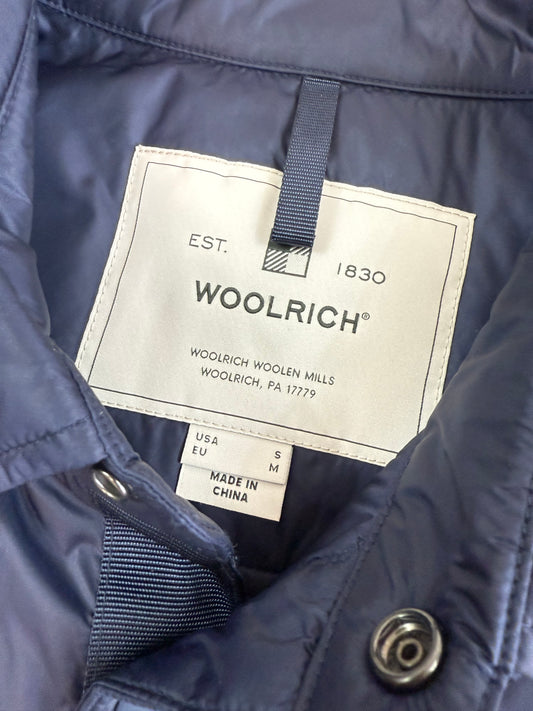 EST. 1830
WOOLRICH®
WOOLRICH WOOLEN MILLS
WOOLRICH, PA 17779
USA S
EU M
MADE IN
CHINA